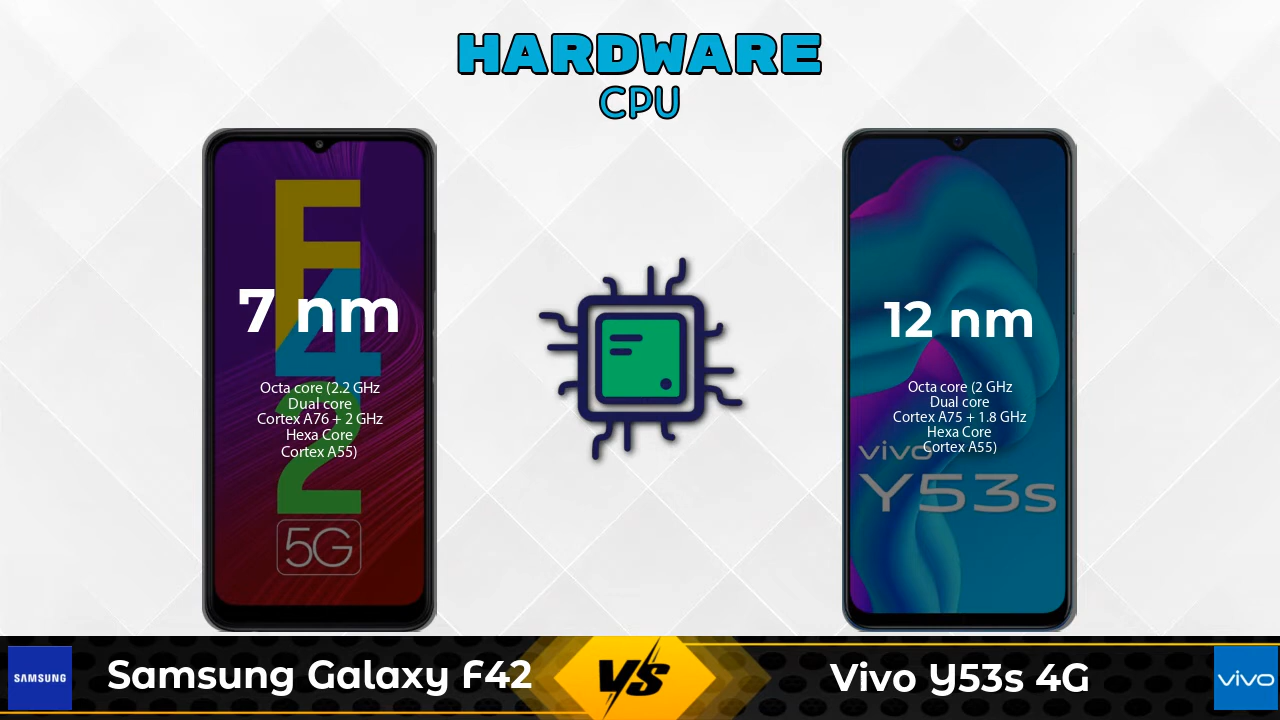 HARDWARE
CPU
F
42
7 nm
Octa core (2.2 GHz
Dual core
Cortex A76 + 2 GHz
Hexa Core
Cortex A55)
5G
12 nm
Octa core (2 GHz
Dual core
Cortex A75 + 1.8 GHz
Hexa Core
Cortex A55)
vivo
Y53s
SAMSUNG
Samsung Galaxy F42
VS
Vivo Y53s 4G
vivo